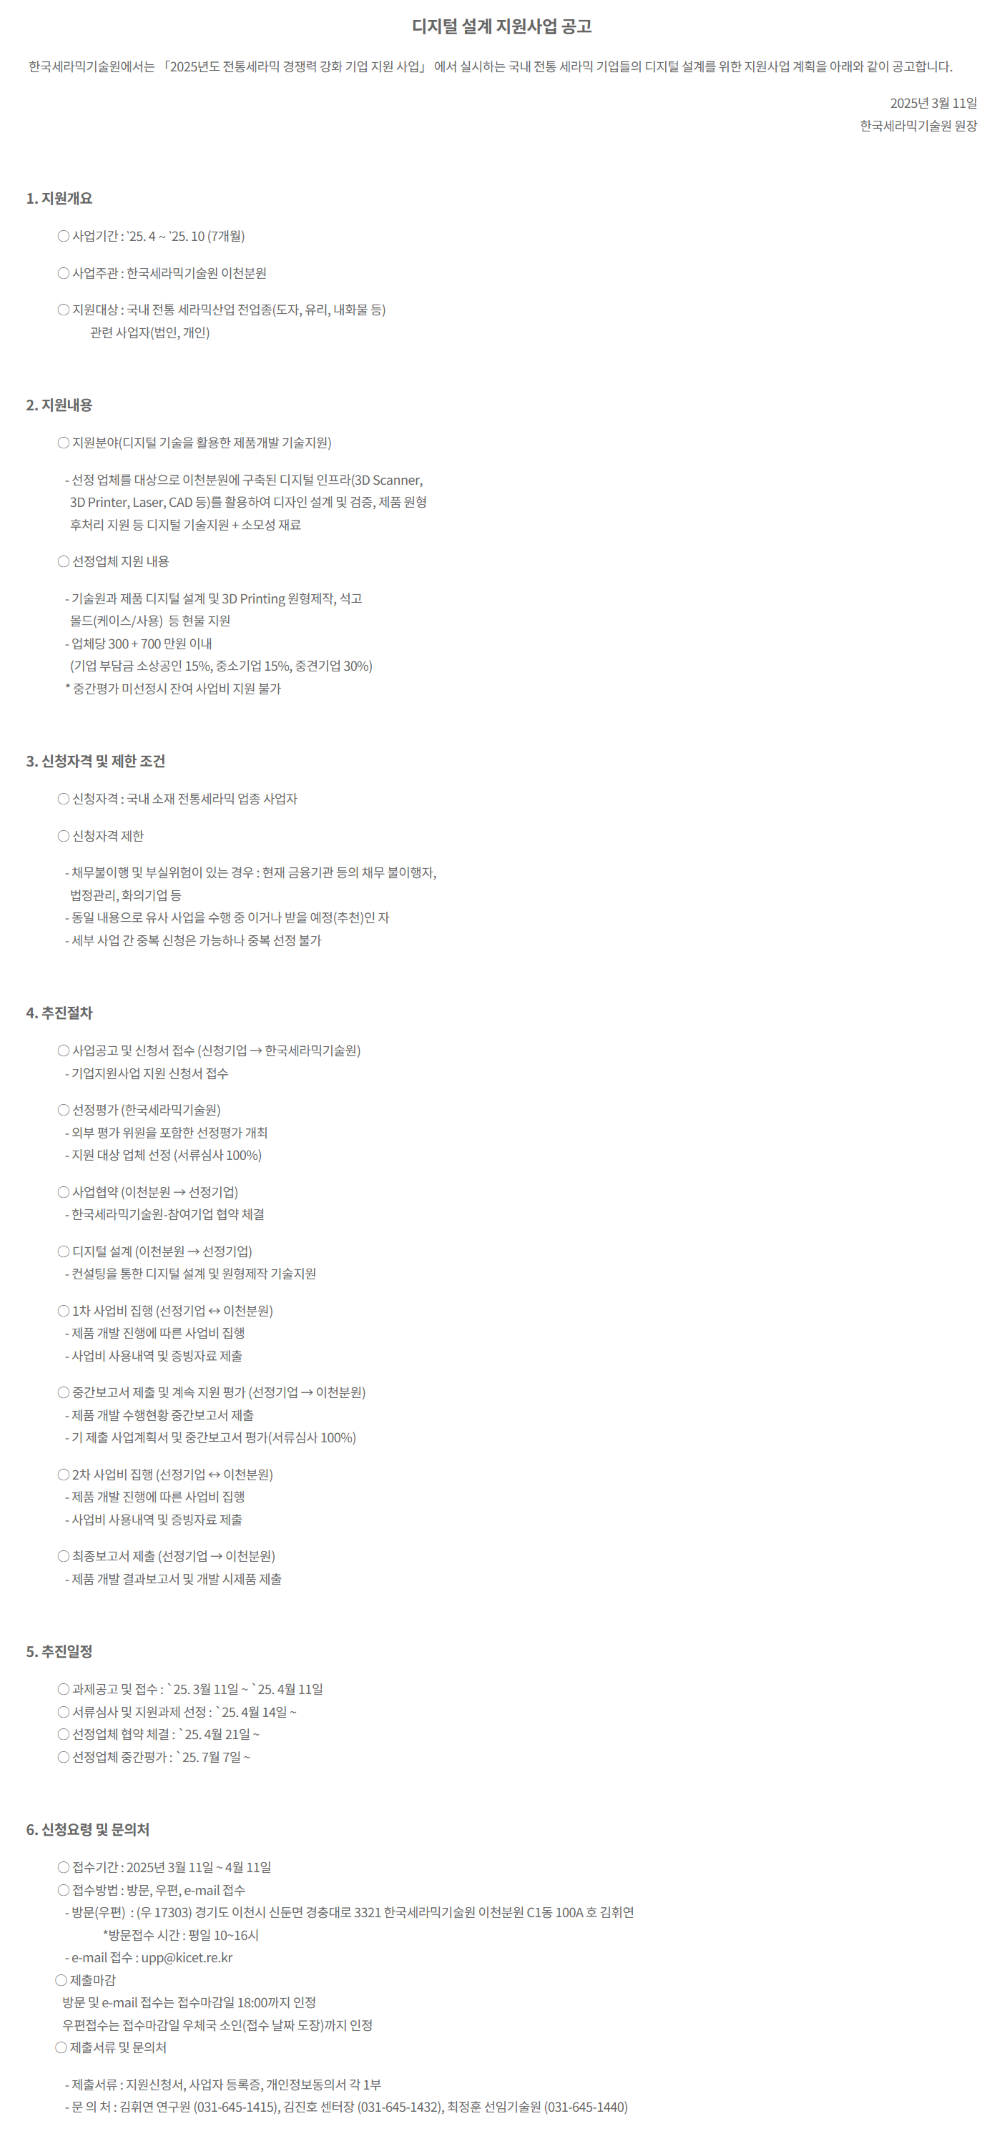 디지털 설계 지원사업 공고
한국세라믹기술원에서는 「2025년도 전통세라믹 경쟁력 강화 기업 지원 사업」 에서 실시하는 국내 전통 세라믹 기업들의 디지털 설계를 위한 지원사업 계획을 아래와 같이 공고합니다.
2025년 3월 11일
한국세라믹기술원 원장
1. 지원개요
○ 사업기간 : `25. 4 ~ `25. 10 (7개월)
○ 사업주관 : 한국세라믹기술원 이천분원
○ 지원대상 : 국내 전통 세라믹산업 전업종(도자, 유리, 내화물 등)
관련 사업자(법인, 개인)
2. 지원내용
○ 지원분야(디지털 기술을 활용한 제품개발 기술지원)
- 선정 업체를 대상으로 이천분원에 구축된 디지털 인프라(3D Scanner,
3D Printer, Laser, CAD 등)를 활용하여 디자인 설계 및 검증, 제품 원형
후처리 지원 등 디지털 기술지원 + 소모성 재료
○ 선정업체 지원 내용
- 기술원과 제품 디지털 설계 및 3D Printing 원형제작, 석고
몰드(케이스/사용) 등 현물 지원
- 업체당 300 + 700 만원 이내
(기업 부담금 소상공인 15%, 중소기업 15%, 중견기업 30%)
* 중간평가 미선정시 잔여 사업비 지원 불가
3. 신청자격 및 제한 조건
○ 신청자격 : 국내 소재 전통세라믹 업종 사업자
○ 신청자격 제한
- 채무불이행 및 부실위험이 있는 경우 : 현재 금융기관 등의 채무 불이행자,
법정관리, 화의기업 등
- 동일 내용으로 유사 사업을 수행 중 이거나 받을 예정(추천)인 자
- 세부 사업 간 중복 신청은 가능하나 중복 선정 불가
4. 추진절차
○ 사업공고 및 신청서 접수 (신청기업 → 한국세라믹기술원)
- 기업지원사업 지원 신청서 접수
○ 선정평가 (한국세라믹기술원)
- 외부 평가 위원을 포함한 선정평가 개최
- 지원 대상 업체 선정 (서류심사 100%)
○ 사업협약 (이천분원 → 선정기업)
- 한국세라믹기술원-참여기업 협약 체결
○ 디지털 설계 (이천분원 → 선정기업)
- 컨설팅을 통한 디지털 설계 및 원형제작 기술지원
○ 1차 사업비 집행 (선정기업 ↔ 이천분원)
- 제품 개발 진행에 따른 사업비 집행
- 사업비 사용내역 및 증빙자료 제출
○ 중간보고서 제출 및 계속 지원 평가 (선정기업 → 이천분원)
- 제품 개발 수행현황 중간보고서 제출
- 기 제출 사업계획서 및 중간보고서 평가(서류심사 100%)
○ 2차 사업비 집행 (선정기업 ↔ 이천분원)
- 제품 개발 진행에 따른 사업비 집행
- 사업비 사용내역 및 증빙자료 제출
○ 최종보고서 제출 (선정기업 → 이천분원)
- 제품 개발 결과보고서 및 개발 시제품 제출
5. 추진일정
○ 과제공고 및 접수 : `25. 3월 11일 ~ `25. 4월 11일
○ 서류심사 및 지원과제 선정 : `25. 4월 14일 ~
○ 선정업체 협약 체결 : `25. 4월 21일 ~
○ 선정업체 중간평가 : `25. 7월 7일 ~
6. 신청요령 및 문의처
○ 접수기간 : 2025년 3월 11일 ~ 4월 11일
○ 접수방법 : 방문, 우편, e-mail 접수
- 방문(우편) : (우 17303) 경기도 이천시 신둔면 경충대로 3321 한국세라믹기술원 이천분원 C1동 100A 호 김휘연
*방문접수 시간 : 평일 10~16시
- e-mail 접수 : upp@kicet.re.kr
○ 제출마감
방문 및 e-mail 접수는 접수마감일 18:00까지 인정
우편접수는 접수마감일 우체국 소인(접수 날짜 도장)까지 인정
○ 제출서류 및 문의처
- 제출서류 : 지원신청서, 사업자 등록증, 개인정보동의서 각 1부
- 문 의 처 : 김휘연 연구원 (031-645-1415), 김진호 센터장 (031-645-1432), 최정훈 선임기술원 (031-645-1440)